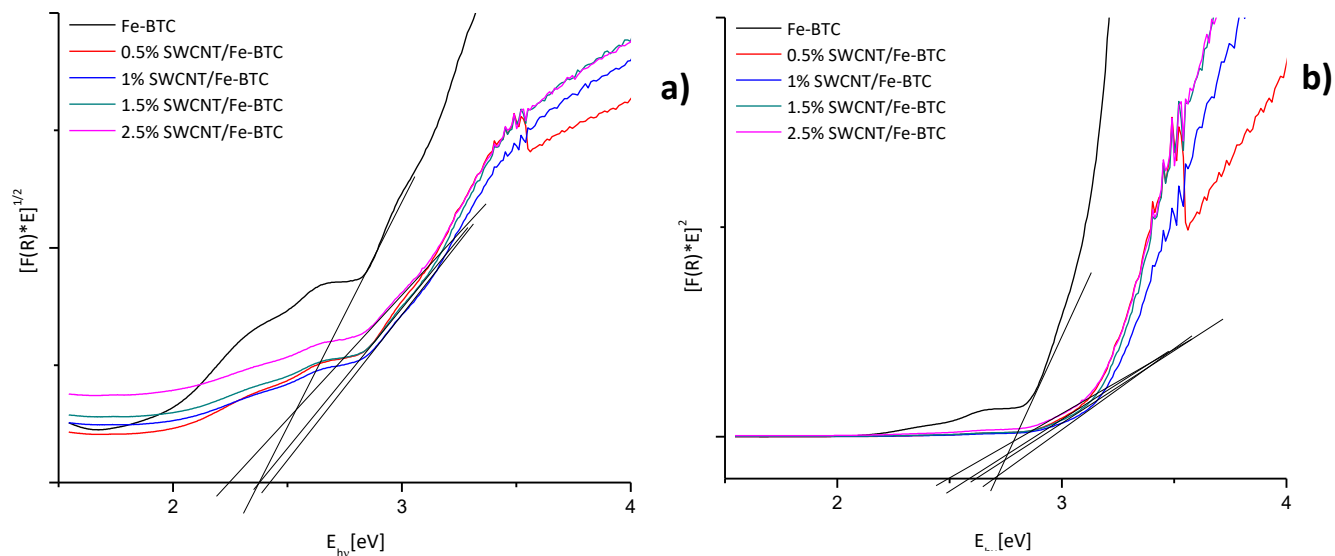 Fe-BTC
0.5% SWCNT/Fe-BTC
1% SWCNT/Fe-BTC
1.5% SWCNT/Fe-BTC
2.5% SWCNT/Fe-BTC
a)
[F(R)*E]^1/2
2 3 4
E_hν[eV]
Fe-BTC
0.5% SWCNT/Fe-BTC
1% SWCNT/Fe-BTC
1.5% SWCNT/Fe-BTC
2.5% SWCNT/Fe-BTC
b)
[F(R)*E]^2
2 3 4
E_hν[eV]